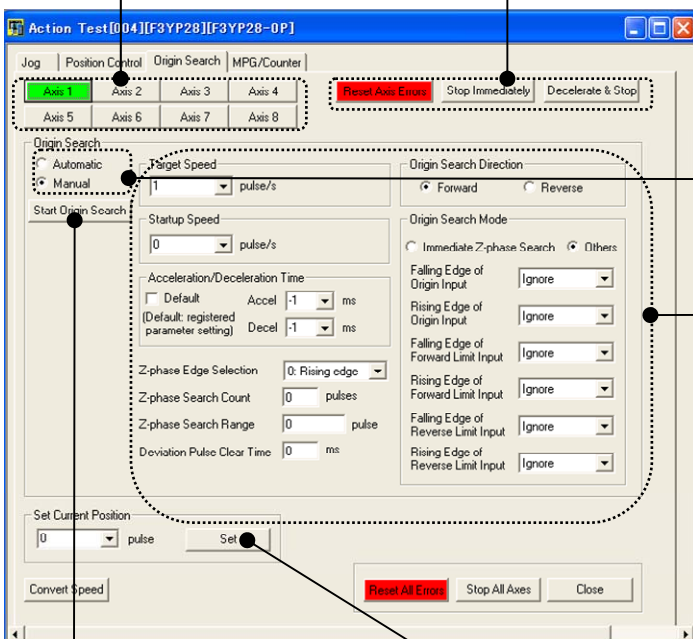 Action Test[004][F3YP28][F3YP28-0P]
Jog Position Control Origin Search MPG/Counter
Axis 1 Axis 2 Axis 3 Axis 4
Reset Axis Errors Stop Immediately Decelerate & Stop
Axis 5 Axis 6 Axis 7 Axis 8
Origin Search
Automatic
Manual
Start Origin Search
Target Speed
1 pulse/s
Startup Speed
0 pulse/s
Acceleration/Deceleration Time
Default
(Default: registered
parameter setting)
Accel -1 ms
Decel -1 ms
Z-phase Edge Selection 0: Rising edge
Z-phase Search Count 0 pulses
Z-phase Search Range 0 pulse
Deviation Pulse Clear Time 0 ms
Origin Search Direction
Forward Reverse
Origin Search Mode
Immediate Z-phase Search Others
Falling Edge of
Origin Input Ignore
Rising Edge of
Origin Input Ignore
Falling Edge of
Forward Limit Input Ignore
Rising Edge of
Forward Limit Input Ignore
Falling Edge of
Reverse Limit Input Ignore
Rising Edge of
Reverse Limit Input Ignore
Set Current Position
0 pulse Set
Convert Speed
Reset All Errors Stop All Axes Close